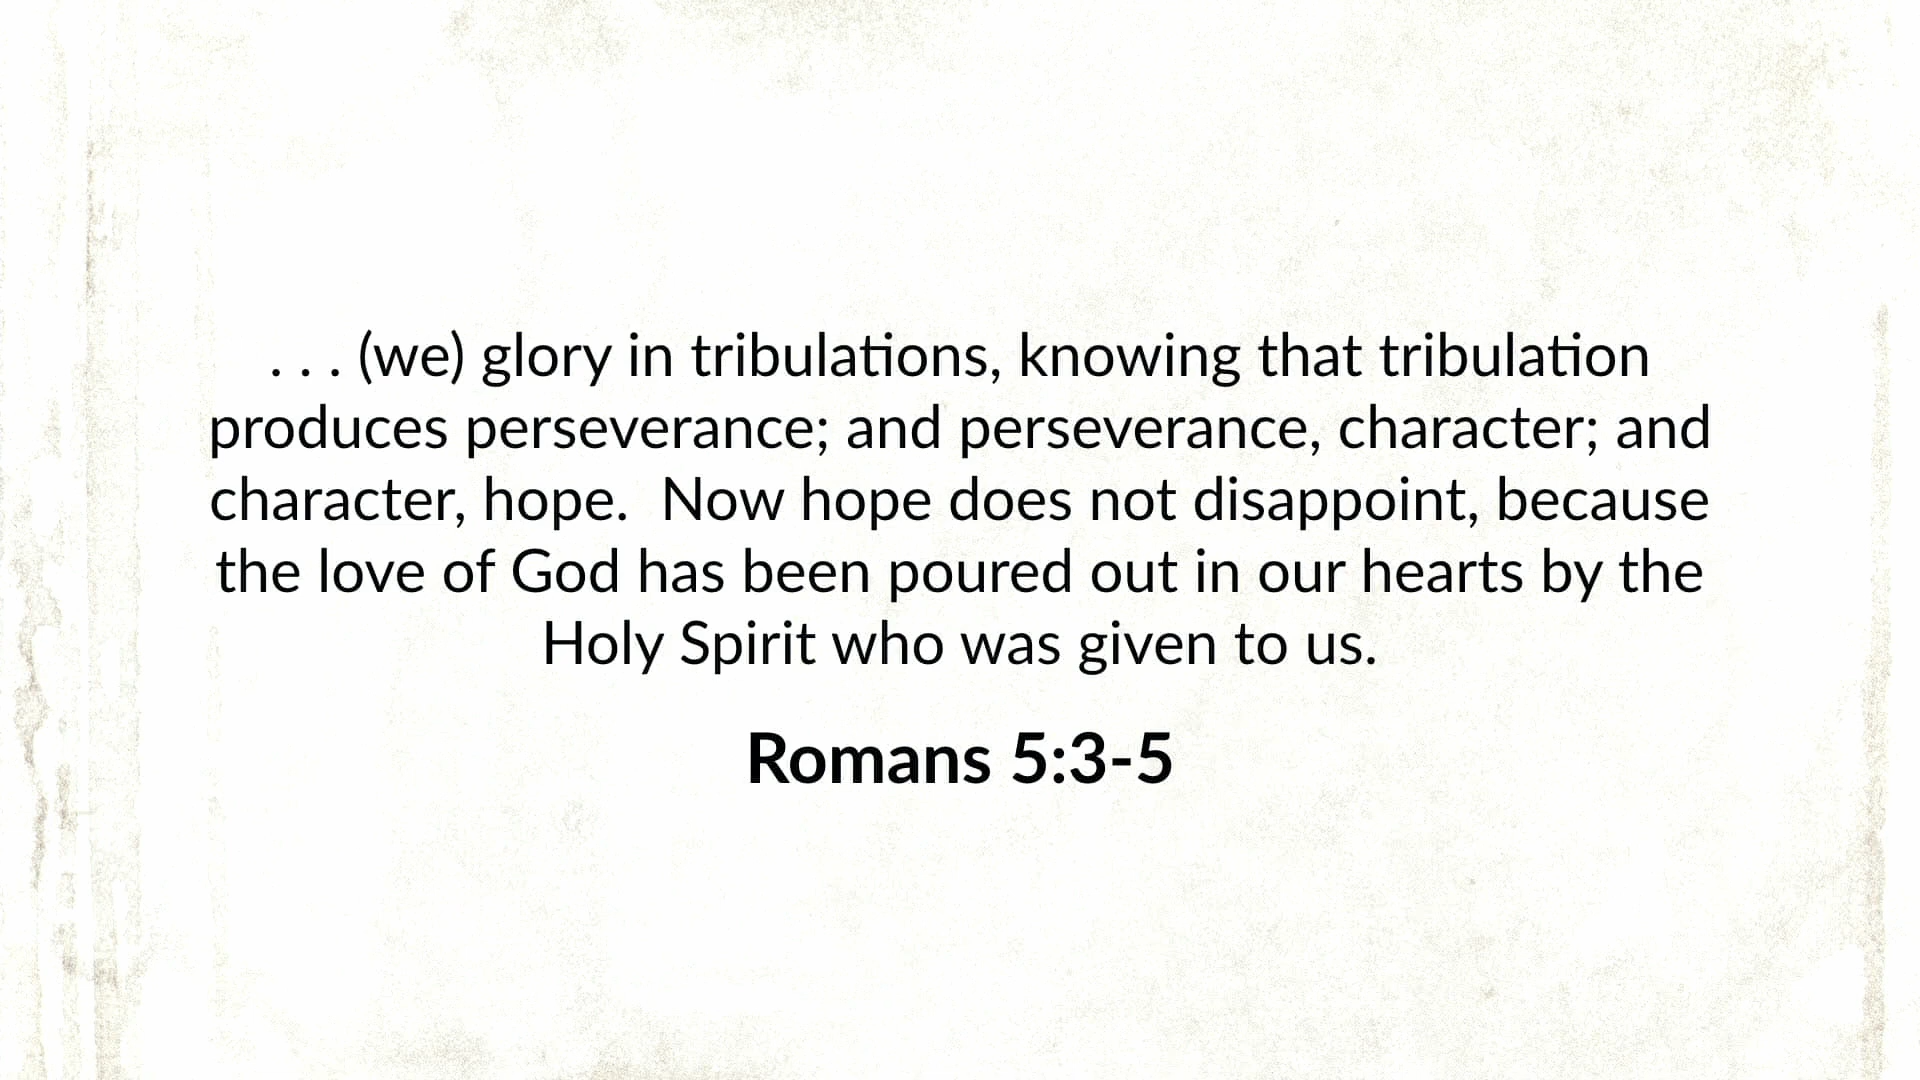 . . . (we) glory in tribulations, knowing that tribulation
produces perseverance; and perseverance, character; and
character, hope.  Now hope does not disappoint, because
the love of God has been poured out in our hearts by the
Holy Spirit who was given to us.
Romans 5:3-5